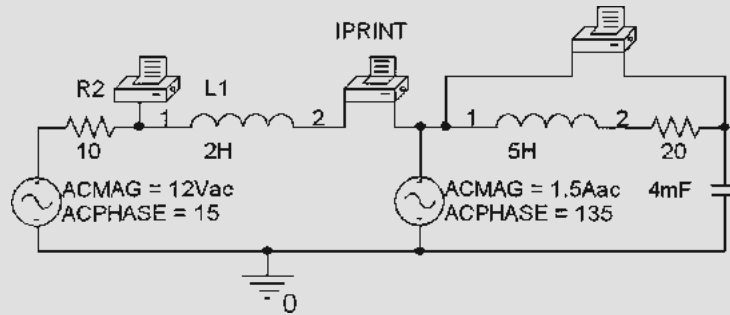 IPRINT
R2
L1
1
2
1
2
10
2H
5H
20
ACMAG = 12Vac
ACPHASE = 15
ACMAG = 1.5Aac
ACPHASE = 135
4mF
0